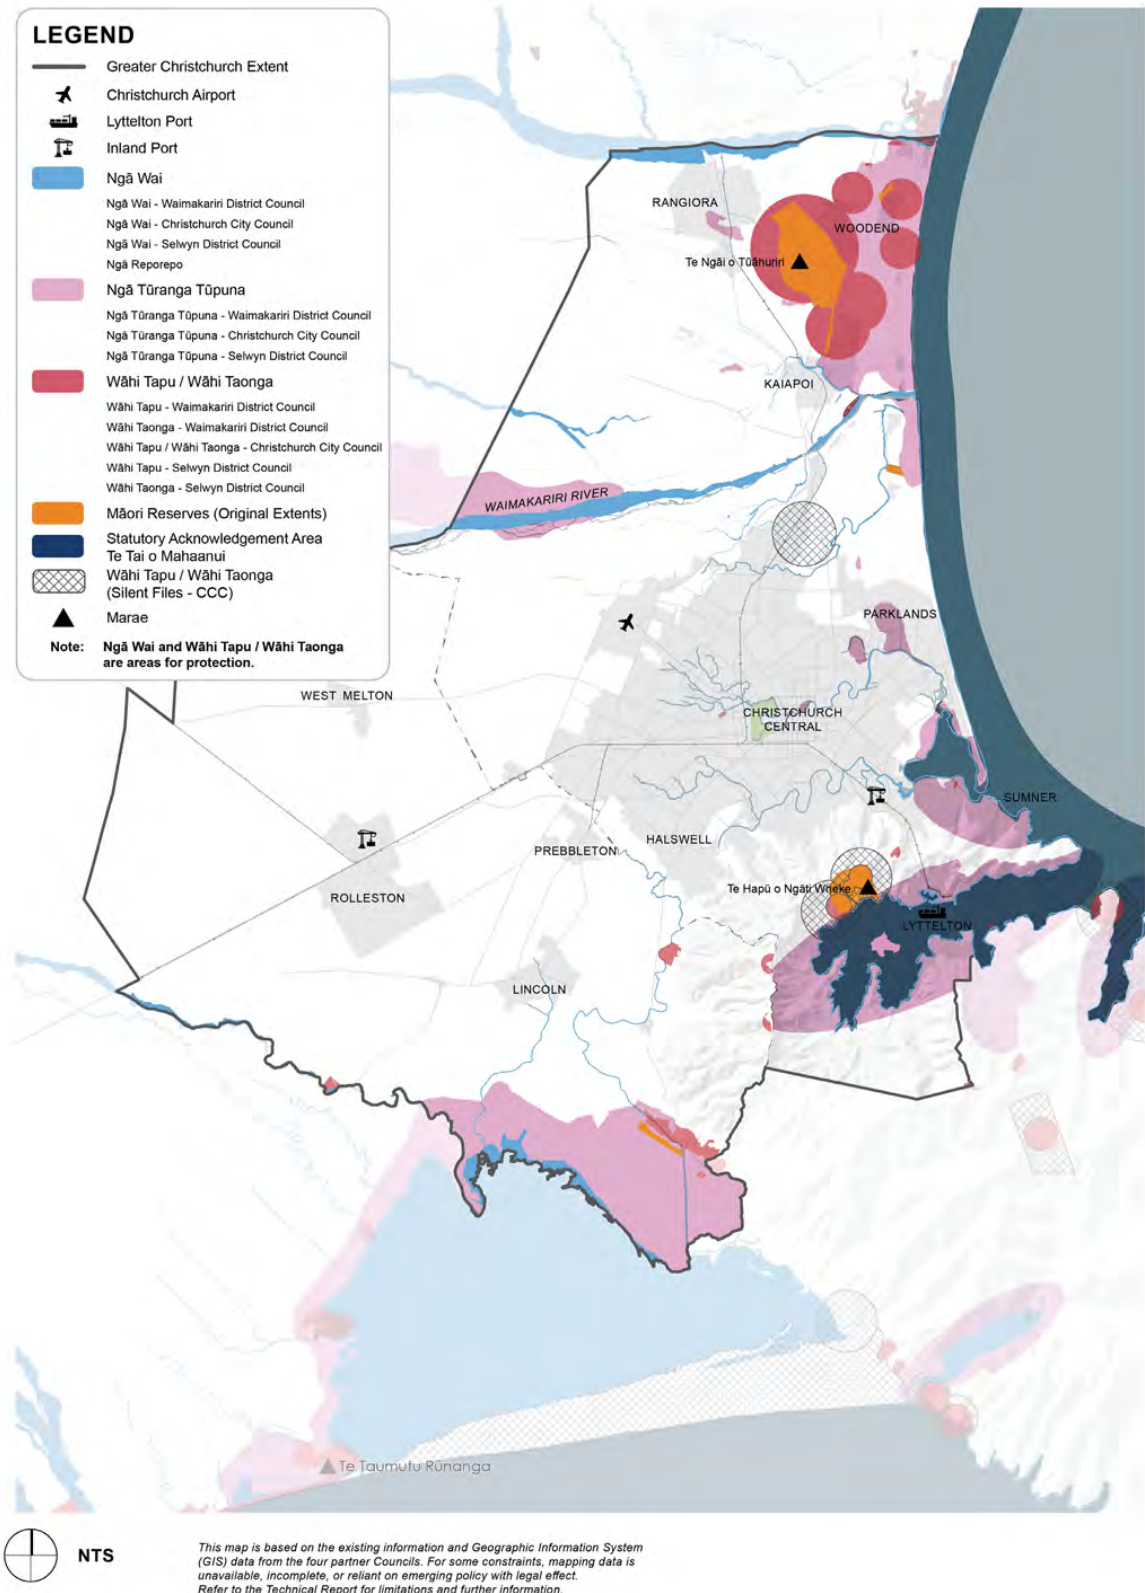 LEGEND
Greater Christchurch Extent
Christchurch Airport
Lyttelton Port
Inland Port
Ngā Wai
Ngā Wai - Waimakariri District Council
Ngā Wai - Christchurch City Council
Ngā Wai - Selwyn District Council
Ngā Reporepo
Ngā Tūranga Tūpuna
Ngā Tūranga Tūpuna - Waimakariri District Council
Ngā Tūranga Tūpuna - Christchurch City Council
Ngā Tūranga Tūpuna - Selwyn District Council
Wāhi Tapu / Wāhi Taonga
Wāhi Tapu - Waimakariri District Council
Wāhi Taonga - Waimakariri District Council
Wāhi Tapu / Wāhi Taonga - Christchurch City Council
Wāhi Tapu - Selwyn District Council
Wāhi Taonga - Selwyn District Council
Māori Reserves (Original Extents)
Statutory Acknowledgement Area
Te Tai o Mahaanui
Wāhi Tapu / Wāhi Taonga
(Silent Files - CCC)
Marae
Note: Ngā Wai and Wāhi Tapu / Wāhi Taonga
are areas for protection.
RANGIORA
WOODEND
Te Ngāi o Tūāhuriri
KAIAPOI
WAIMAKARIRI RIVER
PARKLANDS
WEST MELTON
CHRISTCHURCH
CENTRAL
SUMNER
HALSWELL
PREBBLETON
Te Hapū o Ngāti Wheke
ROLLESTON
LYTTELTON
LINCOLN
Te Taumutu Rūnanga
NTS
This map is based on the existing information and Geographic Information System
(GIS) data from the four partner Councils. For some constraints, mapping data is
unavailable, incomplete, or reliant on emerging policy with legal effect.
Refer to the Technical Report for limitations and further information.